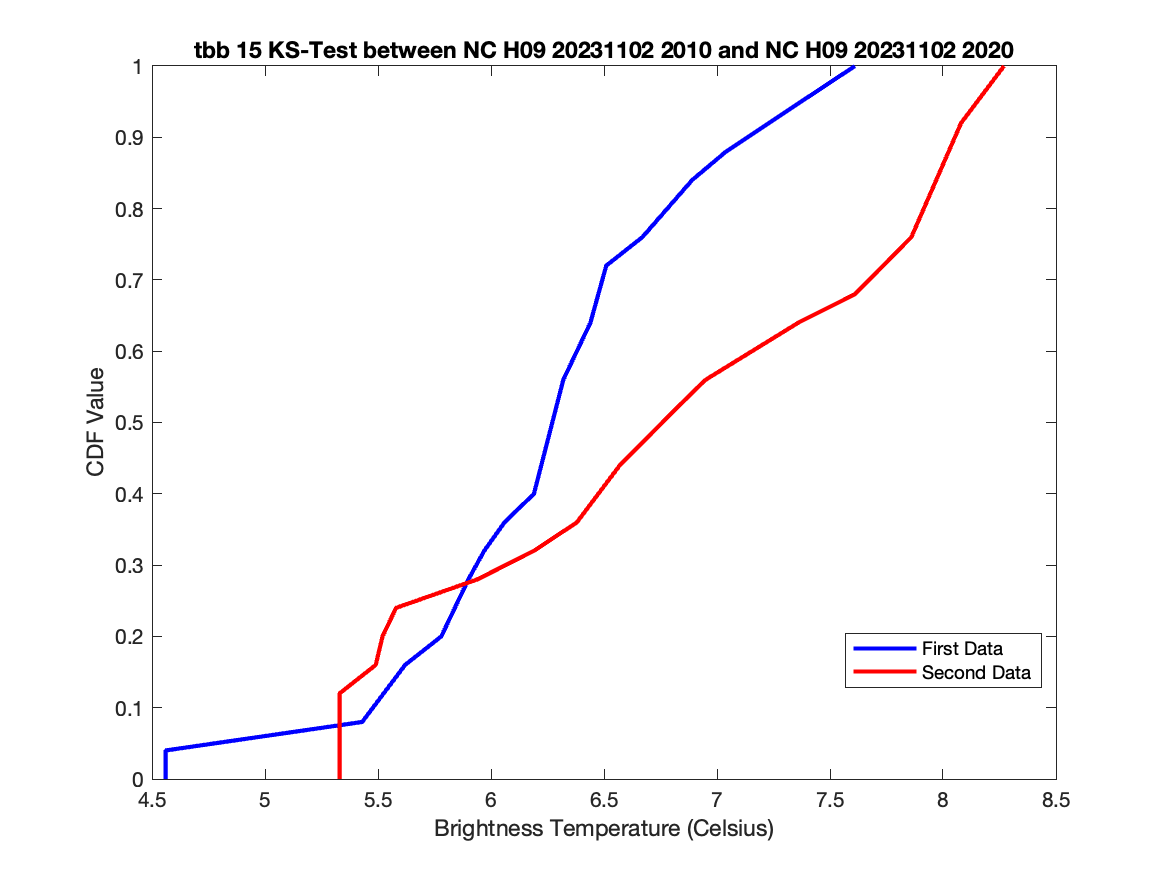 tbb 15 KS-Test between NC H09 20231102 2010 and NC H09 20231102 2020
1
0.9
0.8
0.7
0.6
0.5
0.4
0.3
0.2
0.1
0
CDF Value
First Data
Second Data
4.5 5 5.5 6 6.5 7 7.5 8 8.5
Brightness Temperature (Celsius)